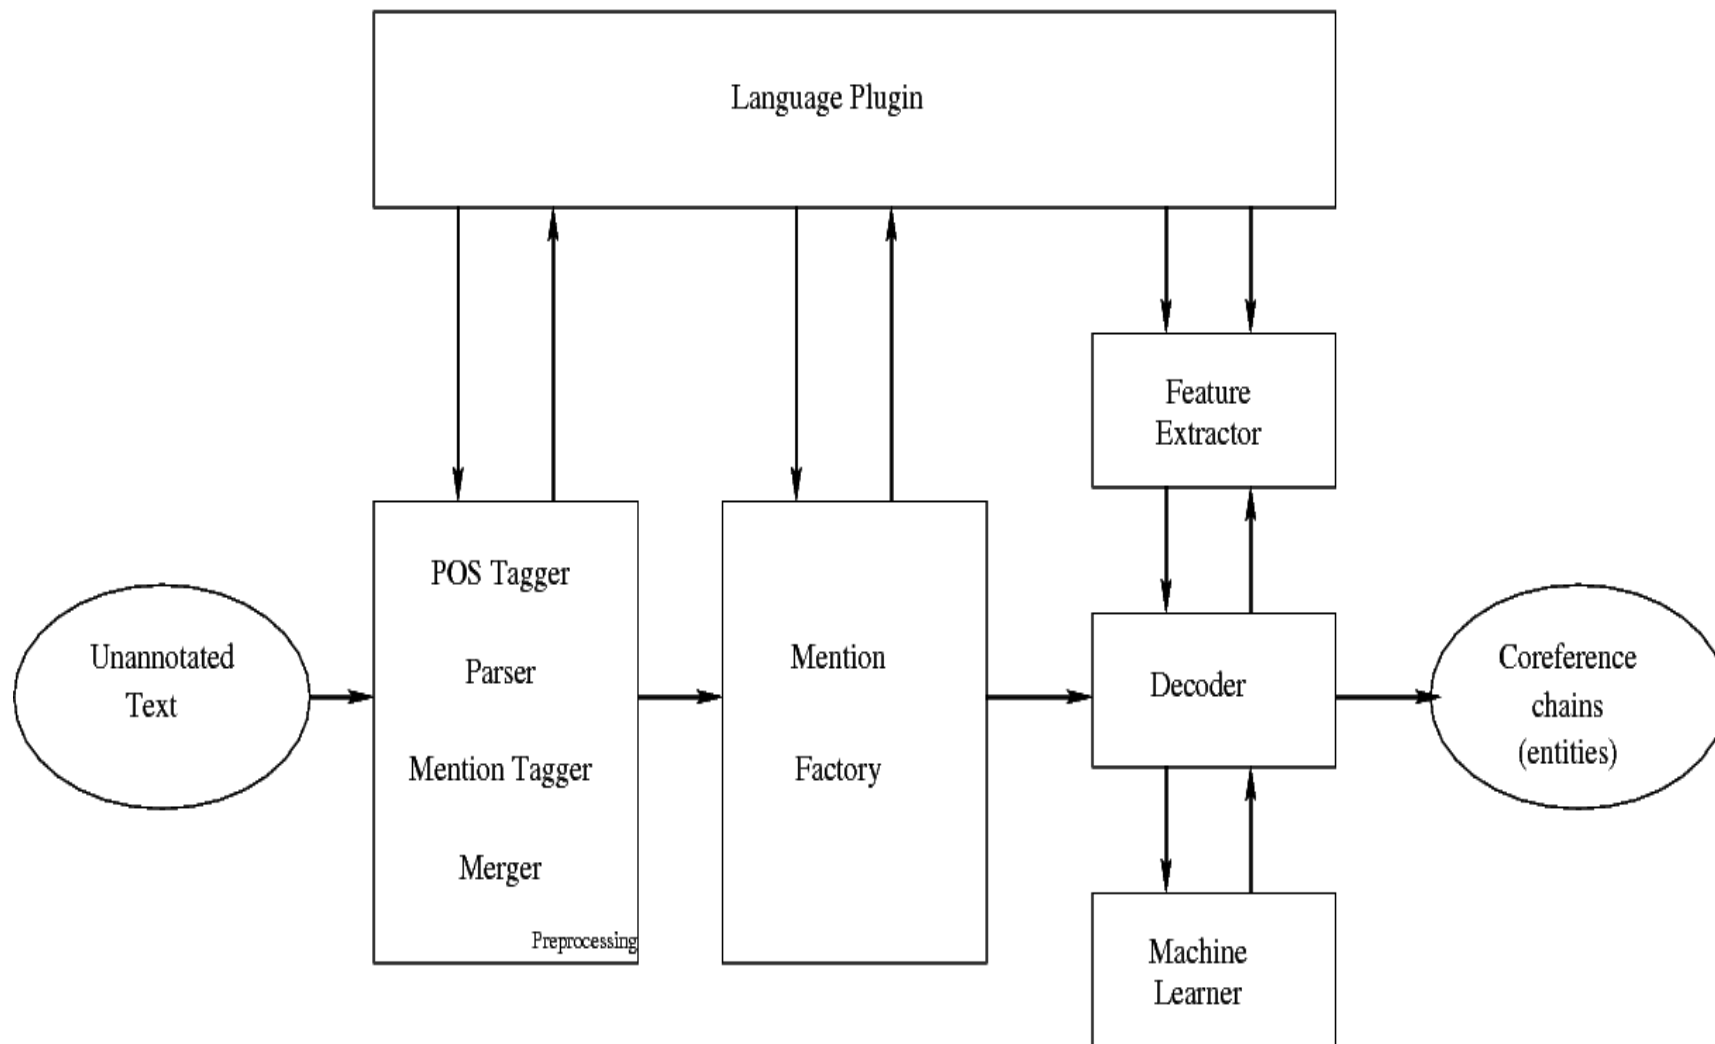 Language Plugin
Feature
Extractor
POS Tagger
Parser
Mention Tagger
Merger
Preprocessing
Unannotated
Text
Mention
Factory
Decoder
Coreference
chains
(entities)
Machine
Learner